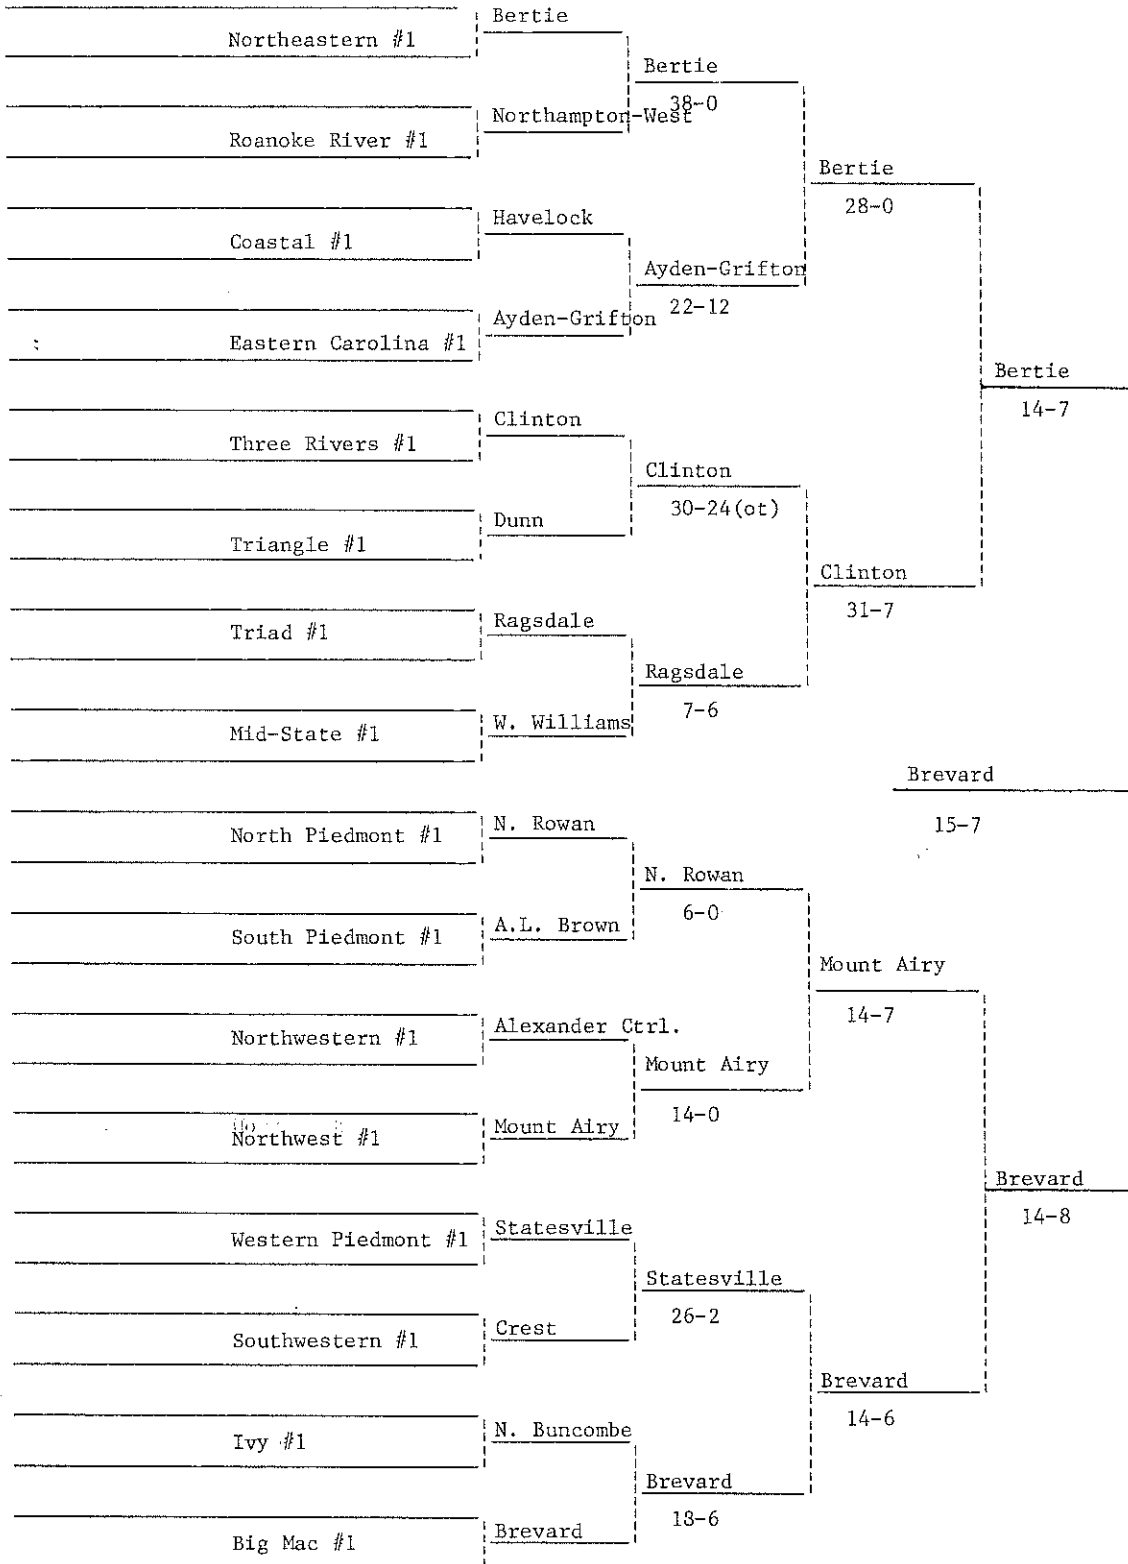 Bertie
Northeastern #1
Bertie
38-0
Northampton-West
Roanoke River #1
Bertie
28-0
Havelock
Coastal #1
Ayden-Grifton
22-12
Ayden-Grifton
Eastern Carolina #1
Bertie
14-7
Clinton
Three Rivers #1
Clinton
30-24(ot)
Dunn
Triangle #1
Clinton
31-7
Ragsdale
Triad #1
Ragsdale
7-6
W. Williams
Mid-State #1
Brevard
15-7
N. Rowan
North Piedmont #1
N. Rowan
6-0
A.L. Brown
South Piedmont #1
Mount Airy
14-7
Alexander Ctrl.
Northwestern #1
Mount Airy
14-0
Mount Airy
Northwest #1
Brevard
14-8
Statesville
Western Piedmont #1
Statesville
26-2
Crest
Southwestern #1
Brevard
14-6
N. Buncombe
Ivy #1
Brevard
18-6
Brevard
Big Mac #1